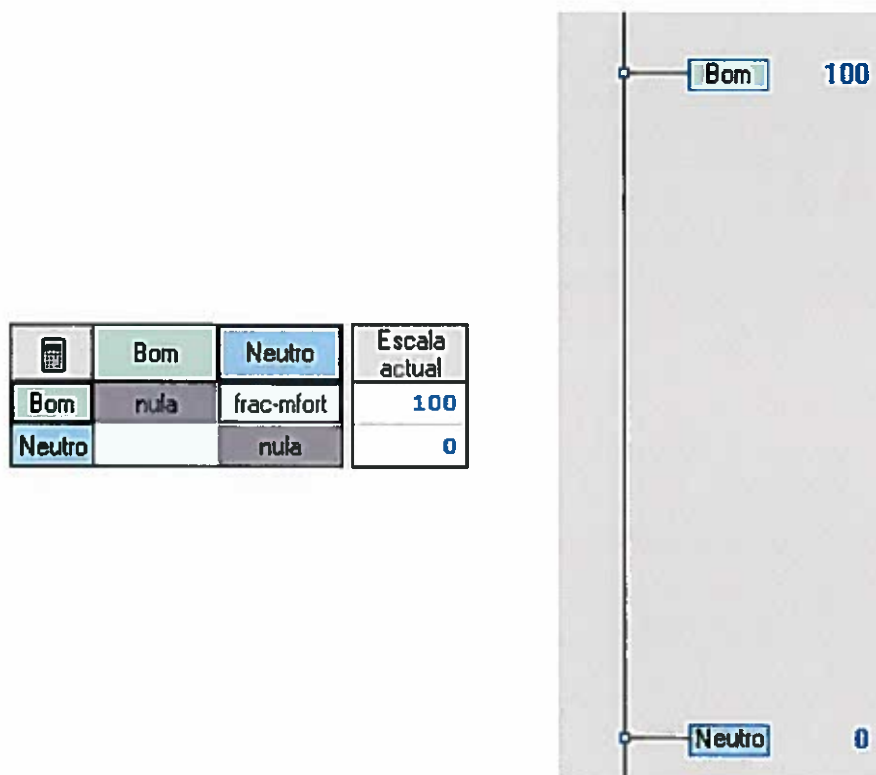 Bom Neutro Escala actual
Bom nula frac-mfort 100
Neutro nula 0
Bom 100
Neutro 0